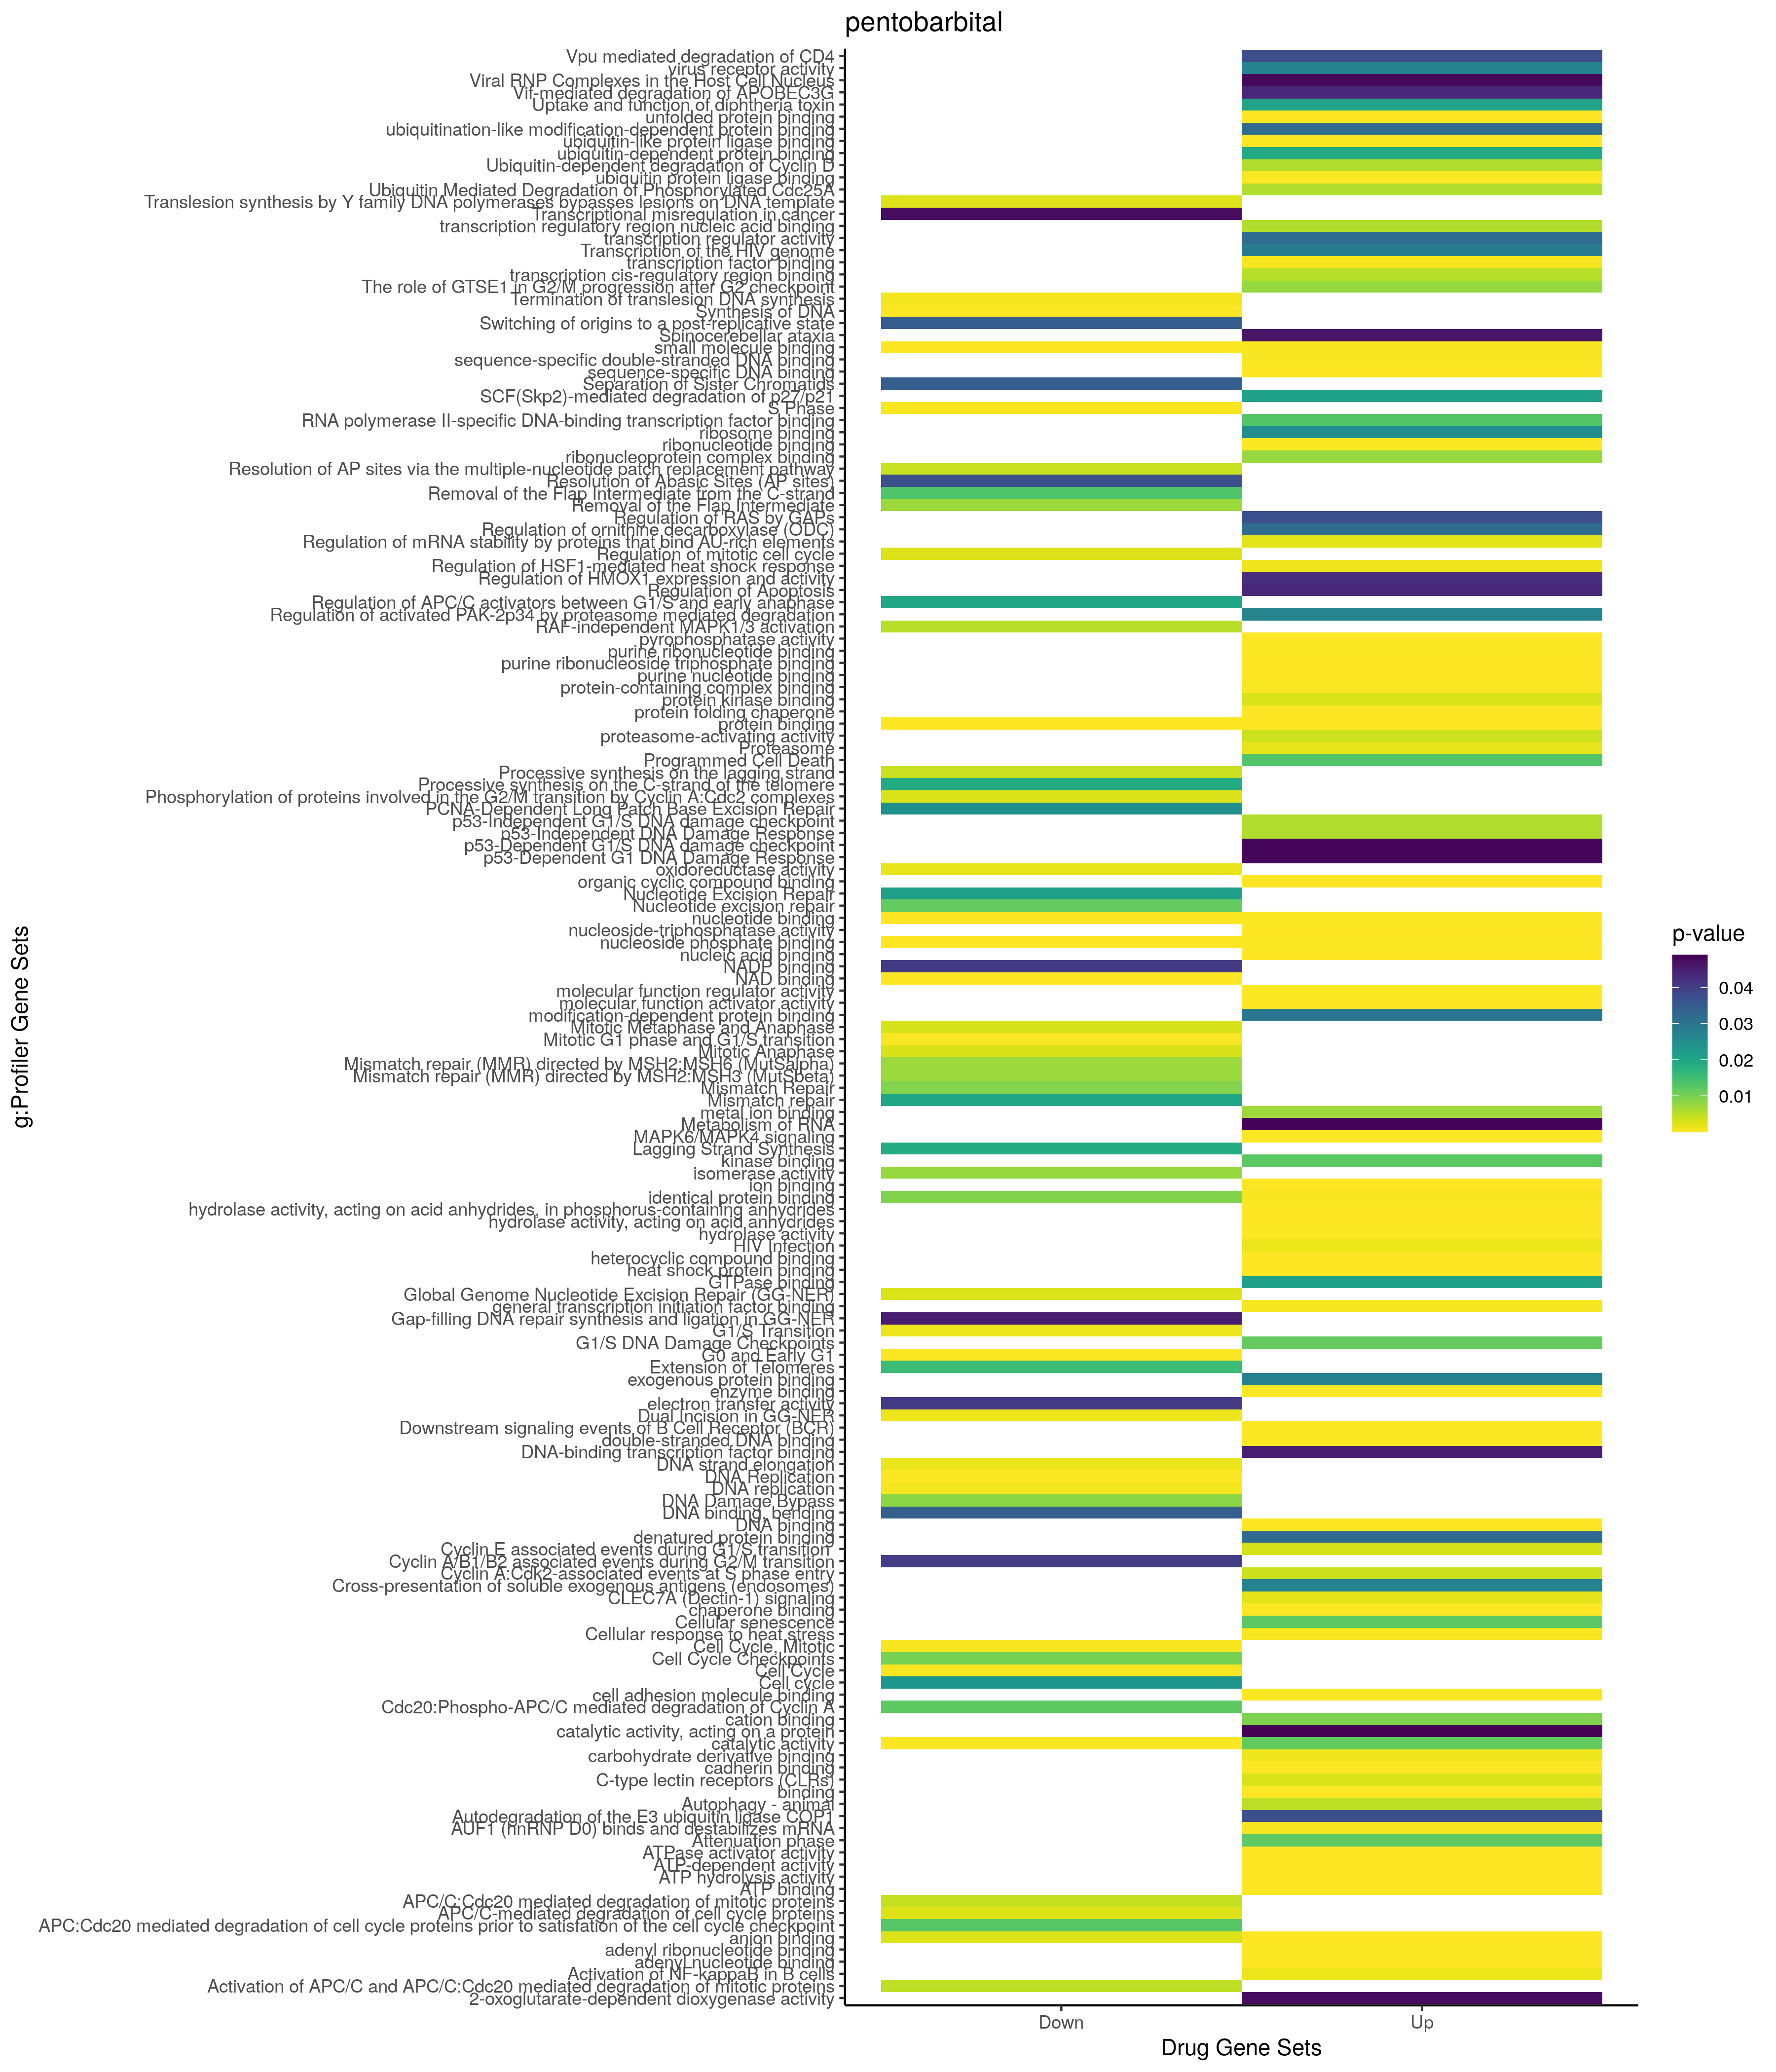 pentobarbital
g:Profiler Gene Sets
Vpu mediated degradation of CD4
virus receptor activity
Viral RNP Complexes in the Host Cell Nucleus
Vif-mediated degradation of APOBEC3G
Uptake and function of diphtheria toxin
unfolded protein binding
ubiquitination-like modification-dependent protein binding
ubiquitin-like protein ligase binding
ubiquitin-dependent protein binding
Ubiquitin-dependent degradation of Cyclin D
ubiquitin protein ligase binding
Ubiquitin Mediated Degradation of Phosphorylated Cdc25A
Translesion synthesis by Y family DNA polymerases bypasses lesions on DNA template
Transcriptional misregulation in cancer
transcription regulatory region nucleic acid binding
transcription regulator activity
Transcription of the HIV genome
transcription factor binding
transcription cis-regulatory region binding
The role of GTSE1 in G2/M progression after G2 checkpoint
Termination of translesion DNA synthesis
Synthesis of DNA
Switching of origins to a post-replicative state
Spinocerebellar ataxia
small molecule binding
sequence-specific double-stranded DNA binding
sequence-specific DNA binding
Separation of Sister Chromatids
SCF(Skp2)-mediated degradation of p27/p21
S Phase
RNA polymerase II-specific DNA-binding transcription factor binding
ribosome binding
ribonucleotide binding
ribonucleoprotein complex binding
Resolution of AP sites via the multiple-nucleotide patch replacement pathway
Resolution of Abasic Sites (AP sites)
Removal of the Flap Intermediate from the C-strand
Removal of the Flap Intermediate
Regulation of RAS by GAPs
Regulation of ornithine decarboxylase (ODC)
Regulation of mRNA stability by proteins that bind AU-rich elements
Regulation of mitotic cell cycle
Regulation of HSF1-mediated heat shock response
Regulation of HMOX1 expression and activity
Regulation of Apoptosis
Regulation of APC/C activators between G1/S and early anaphase
Regulation of activated PAK-2p34 by proteasome mediated degradation
RAF-independent MAPK1/3 activation
pyrophosphatase activity
purine ribonucleotide binding
purine ribonucleoside triphosphate binding
purine nucleotide binding
protein-containing complex binding
protein kinase binding
protein folding chaperone
protein binding
proteasome-activating activity
Proteasome
Programmed Cell Death
Processive synthesis on the lagging strand
Processive synthesis on the C-strand of the telomere
Phosphorylation of proteins involved in the G2/M transition by Cyclin A:Cdc2 complexes
PCNA-Dependent Long Patch Base Excision Repair
p53-Independent G1/S DNA damage checkpoint
p53-Independent DNA Damage Response
p53-Dependent G1/S DNA damage checkpoint
p53-Dependent G1 DNA Damage Response
oxidoreductase activity
organic cyclic compound binding
Nucleotide Excision Repair
Nucleotide excision repair
nucleotide binding
nucleoside-triphosphatase activity
nucleoside phosphate binding
nucleic acid binding
NADP binding
NAD binding
molecular function regulator activity
molecular function activator activity
modification-dependent protein binding
Mitotic Metaphase and Anaphase
Mitotic G1 phase and G1/S transition
Mitotic Anaphase
Mismatch repair (MMR) directed by MSH2:MSH6 (MutSalpha)
Mismatch repair (MMR) directed by MSH2:MSH3 (MutSbeta)
Mismatch Repair
Mismatch repair
metal ion binding
Metabolism of RNA
MAPK6/MAPK4 signaling
Lagging Strand Synthesis
kinase binding
isomerase activity
ion binding
identical protein binding
hydrolase activity, acting on acid anhydrides, in phosphorus-containing anhydrides
hydrolase activity, acting on acid anhydrides
hydrolase activity
HIV Infection
heterocyclic compound binding
heat shock protein binding
GTPase binding
Global Genome Nucleotide Excision Repair (GG-NER)
general transcription initiation factor binding
Gap-filling DNA repair synthesis and ligation in GG-NER
G1/S Transition
G1/S DNA Damage Checkpoints
G0 and Early G1
Extension of Telomeres
exogenous protein binding
enzyme binding
electron transfer activity
Dual Incision in GG-NER
Downstream signaling events of B Cell Receptor (BCR)
double-stranded DNA binding
DNA-binding transcription factor binding
DNA strand elongation
DNA Replication
DNA replication
DNA Damage Bypass
DNA binding, bending
DNA binding
denatured protein binding
Cyclin E associated events during G1/S transition
Cyclin A/B1/B2 associated events during G2/M transition
Cyclin A:Cdk2-associated events at S phase entry
Cross-presentation of soluble exogenous antigens (endosomes)
CLEC7A (Dectin-1) signaling
chaperone binding
Cellular senescence
Cellular response to heat stress
Cell Cycle, Mitotic
Cell Cycle Checkpoints
Cell Cycle
Cell cycle
cell adhesion molecule binding
Cdc20:Phospho-APC/C mediated degradation of Cyclin A
cation binding
catalytic activity, acting on a protein
catalytic activity
carbohydrate derivative binding
cadherin binding
C-type lectin receptors (CLRs)
binding
Autophagy - animal
Autodegradation of the E3 ubiquitin ligase COP1
AUF1 (hnRNP D0) binds and destabilizes mRNA
Attenuation phase
ATPase activator activity
ATP-dependent activity
ATP hydrolysis activity
ATP binding
APC/C:Cdc20 mediated degradation of mitotic proteins
APC/C-mediated degradation of cell cycle proteins
APC:Cdc20 mediated degradation of cell cycle proteins prior to satisfation of the cell cycle checkpoint
anion binding
adenyl ribonucleotide binding
adenyl nucleotide binding
Activation of NF-kappaB in B cells
Activation of APC/C and APC/C:Cdc20 mediated degradation of mitotic proteins
2-oxoglutarate-dependent dioxygenase activity
Down
Up
Drug Gene Sets
p-value
0.04
0.03
0.02
0.01